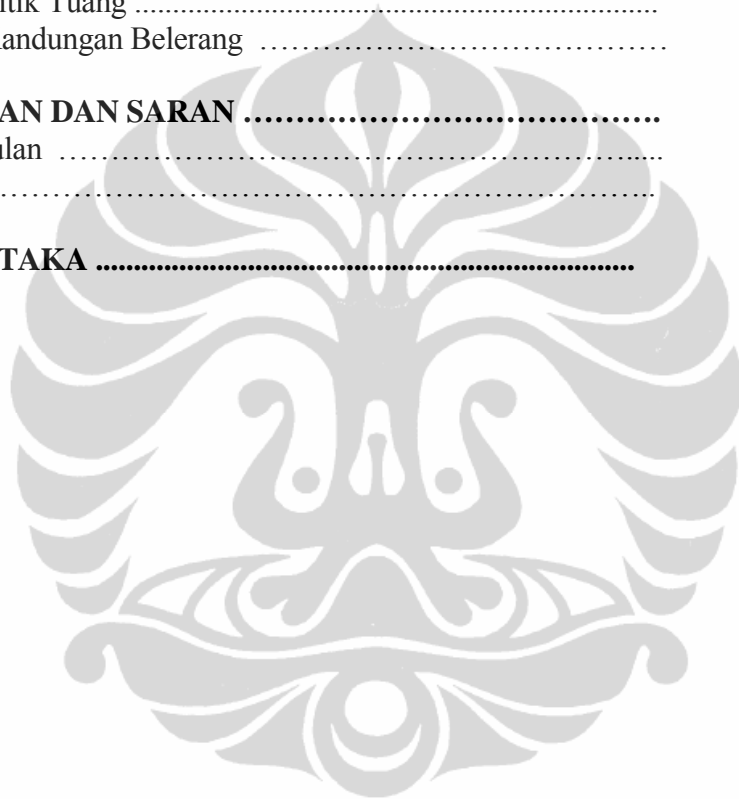 itik Tuang ......................................................................
andungan Belerang …………………………………
AN DAN SARAN ………………………………….
ulan ……………………………………………….....
………………………………………………………..
TAKA ......................................................................